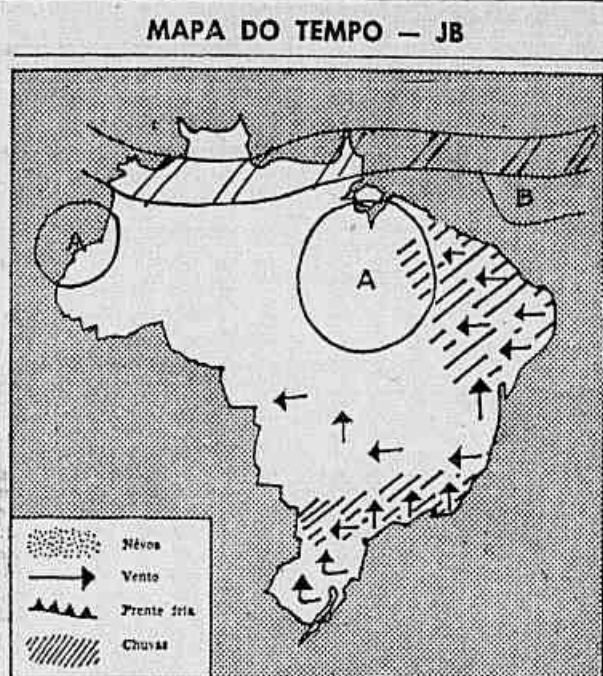 MAPA DO TEMPO — JB
B
A
A
Névoa
Vento
Frente fria
Chuvas